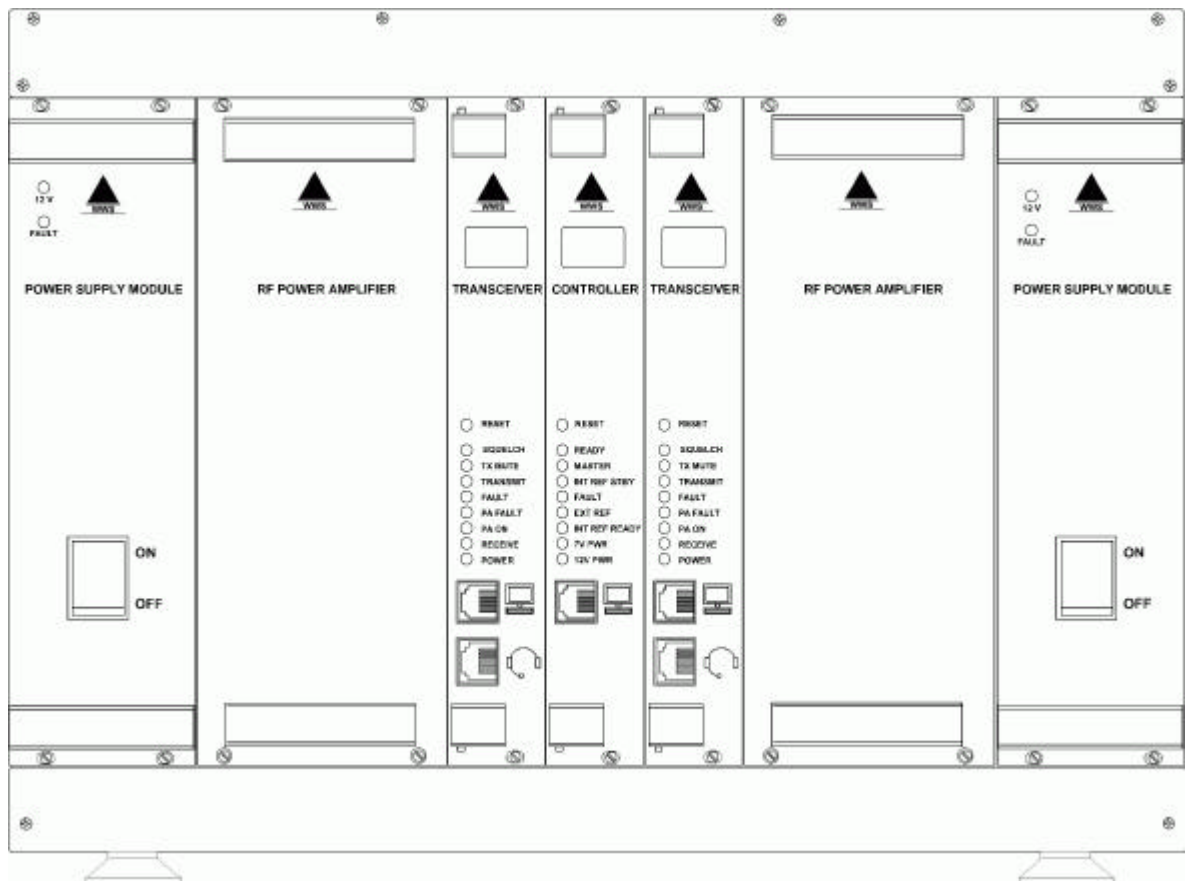 WMS
WMS
WMS
WMS
WMS
WMS
WMS
12 V
FAULT
12 V
FAULT
POWER SUPPLY MODULE
RF POWER AMPLIFIER
TRANSCEIVER
CONTROLLER
TRANSCEIVER
RF POWER AMPLIFIER
POWER SUPPLY MODULE
RESET
SQUELCH
TX MUTE
TRANSMIT
FAULT
PA FAULT
PA ON
RECEIVE
POWER
RESET
READY
MASTER
INT REF STBY
FAULT
EXT REF
INT REF READY
7V PWR
12V PWR
RESET
SQUELCH
TX MUTE
TRANSMIT
FAULT
PA FAULT
PA ON
RECEIVE
POWER
ON
OFF
ON
OFF